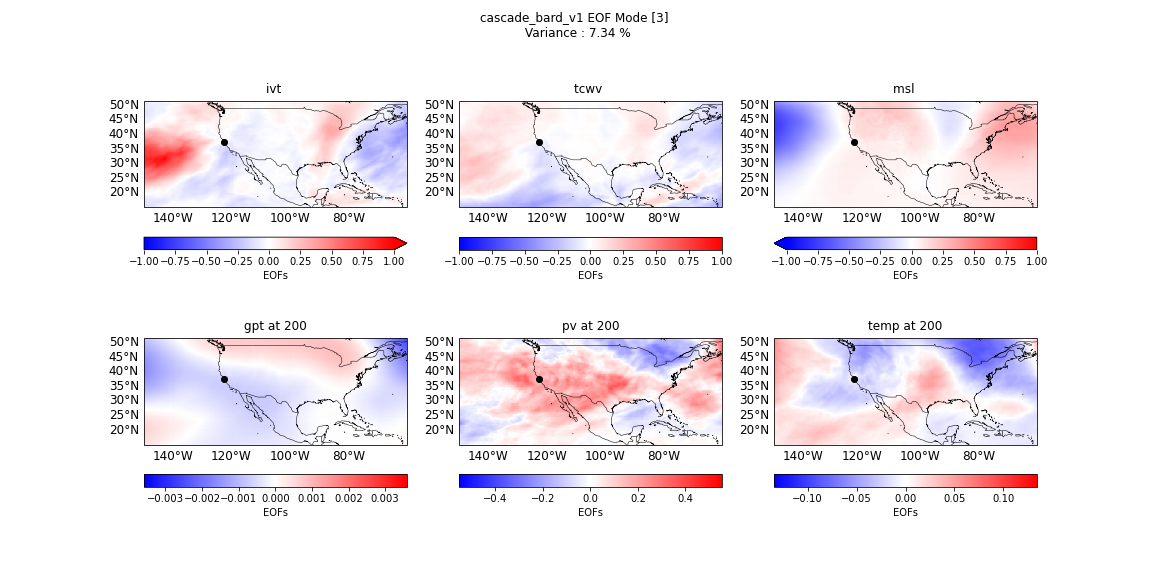 cascade_bard_v1 EOF Mode [3]
Variance : 7.34 %
ivt
tcwv
msl
50°N
45°N
40°N
35°N
30°N
25°N
20°N
140°W 120°W 100°W 80°W
50°N
45°N
40°N
35°N
30°N
25°N
20°N
140°W 120°W 100°W 80°W
50°N
45°N
40°N
35°N
30°N
25°N
20°N
140°W 120°W 100°W 80°W
−1.00 −0.75 −0.50 −0.25 0.00 0.25 0.50 0.75 1.00
EOFs
−1.00 −0.75 −0.50 −0.25 0.00 0.25 0.50 0.75 1.00
EOFs
−1.00 −0.75 −0.50 −0.25 0.00 0.25 0.50 0.75 1.00
EOFs
gpt at 200
pv at 200
temp at 200
50°N
45°N
40°N
35°N
30°N
25°N
20°N
140°W 120°W 100°W 80°W
50°N
45°N
40°N
35°N
30°N
25°N
20°N
140°W 120°W 100°W 80°W
50°N
45°N
40°N
35°N
30°N
25°N
20°N
140°W 120°W 100°W 80°W
−0.003 −0.002 −0.001 0.000 0.001 0.002 0.003
EOFs
−0.4 −0.2 0.0 0.2 0.4
EOFs
−0.10 −0.05 0.00 0.05 0.10
EOFs